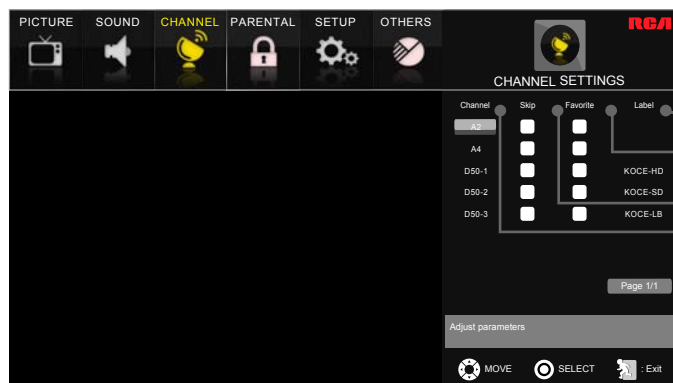 PICTURE SOUND CHANNEL PARENTAL SETUP OTHERS
RCA
CHANNEL SETTINGS
Channel Skip Favorite Label
A2
A4
D50-1 KOCE-HD
D50-2 KOCE-SD
D50-3 KOCE-LB
Page 1/1
Adjust parameters
MOVE SELECT : Exit